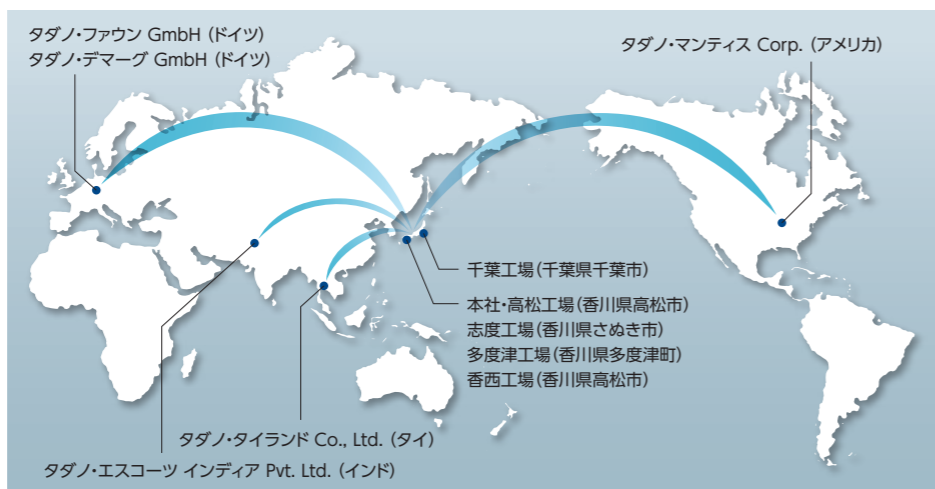 タダノ・ファウン GmbH (ドイツ)
タダノ・デマーグ GmbH (ドイツ)
タダノ・マンティス Corp. (アメリカ)
千葉工場(千葉県千葉市)
本社・高松工場(香川県高松市)
志度工場(香川県さぬき市)
多度津工場(香川県多度津町)
香西工場(香川県高松市)
タダノ・タイランド Co., Ltd. (タイ)
タダノ・エスコーツ インディア Pvt. Ltd. (インド)